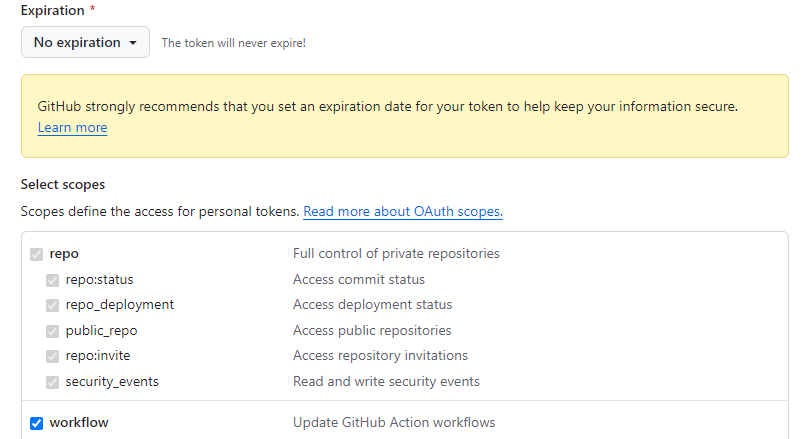 Expiration *
No expiration The token will never expire!
GitHub strongly recommends that you set an expiration date for your token to help keep your information secure.
Learn more
Select scopes
Scopes define the access for personal tokens. Read more about OAuth scopes.
repo Full control of private repositories
repo:status Access commit status
repo_deployment Access deployment status
public_repo Access public repositories
repo:invite Access repository invitations
security_events Read and write security events
workflow Update GitHub Action workflows